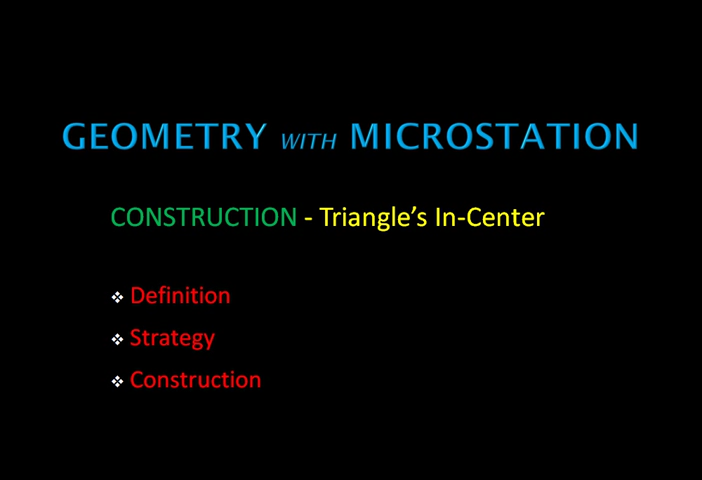 GEOMETRY WITH MICROSTATION
CONSTRUCTION - Triangle’s In-Center
❖ Definition
❖ Strategy
❖ Construction